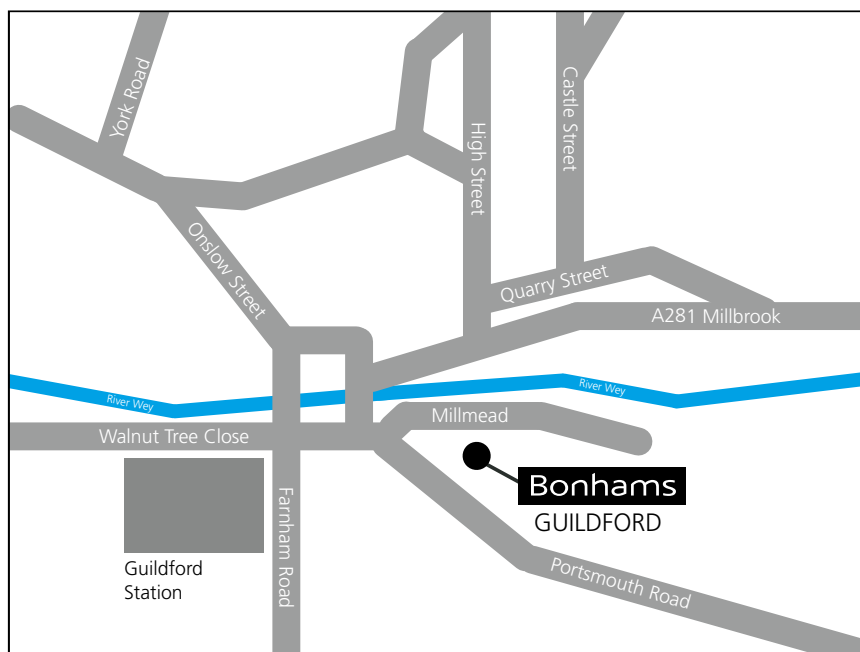 York Road
High Street
Castle Street
Onslow Street
Quarry Street
A281 Millbrook
River Wey
River Wey
Millmead
Walnut Tree Close
Bonhams
GUILDFORD
Farnham Road
Guildford
Station
Portsmouth Road